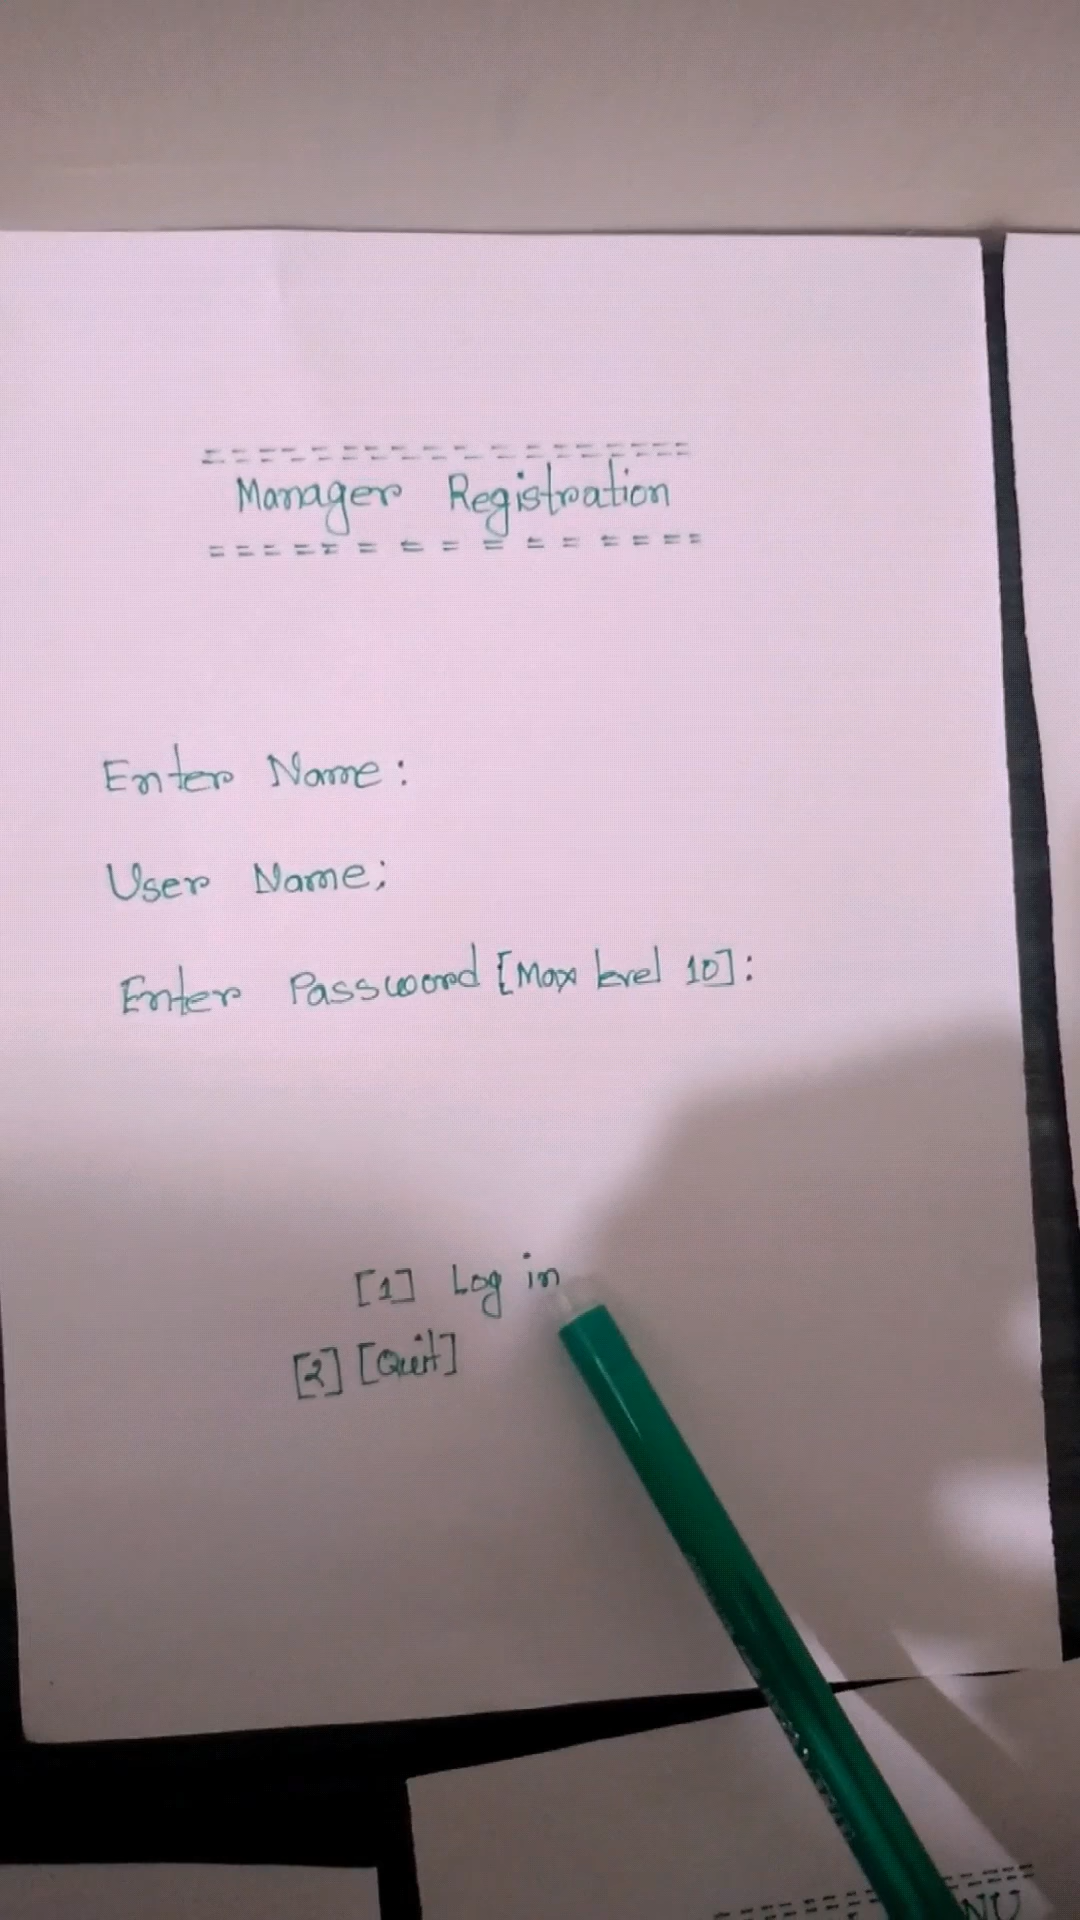 ==================
Manager Registration
================
Enter Name:
User Name;
Enter Password [Max level 10]:
[1] Log in
[2] [Quit]